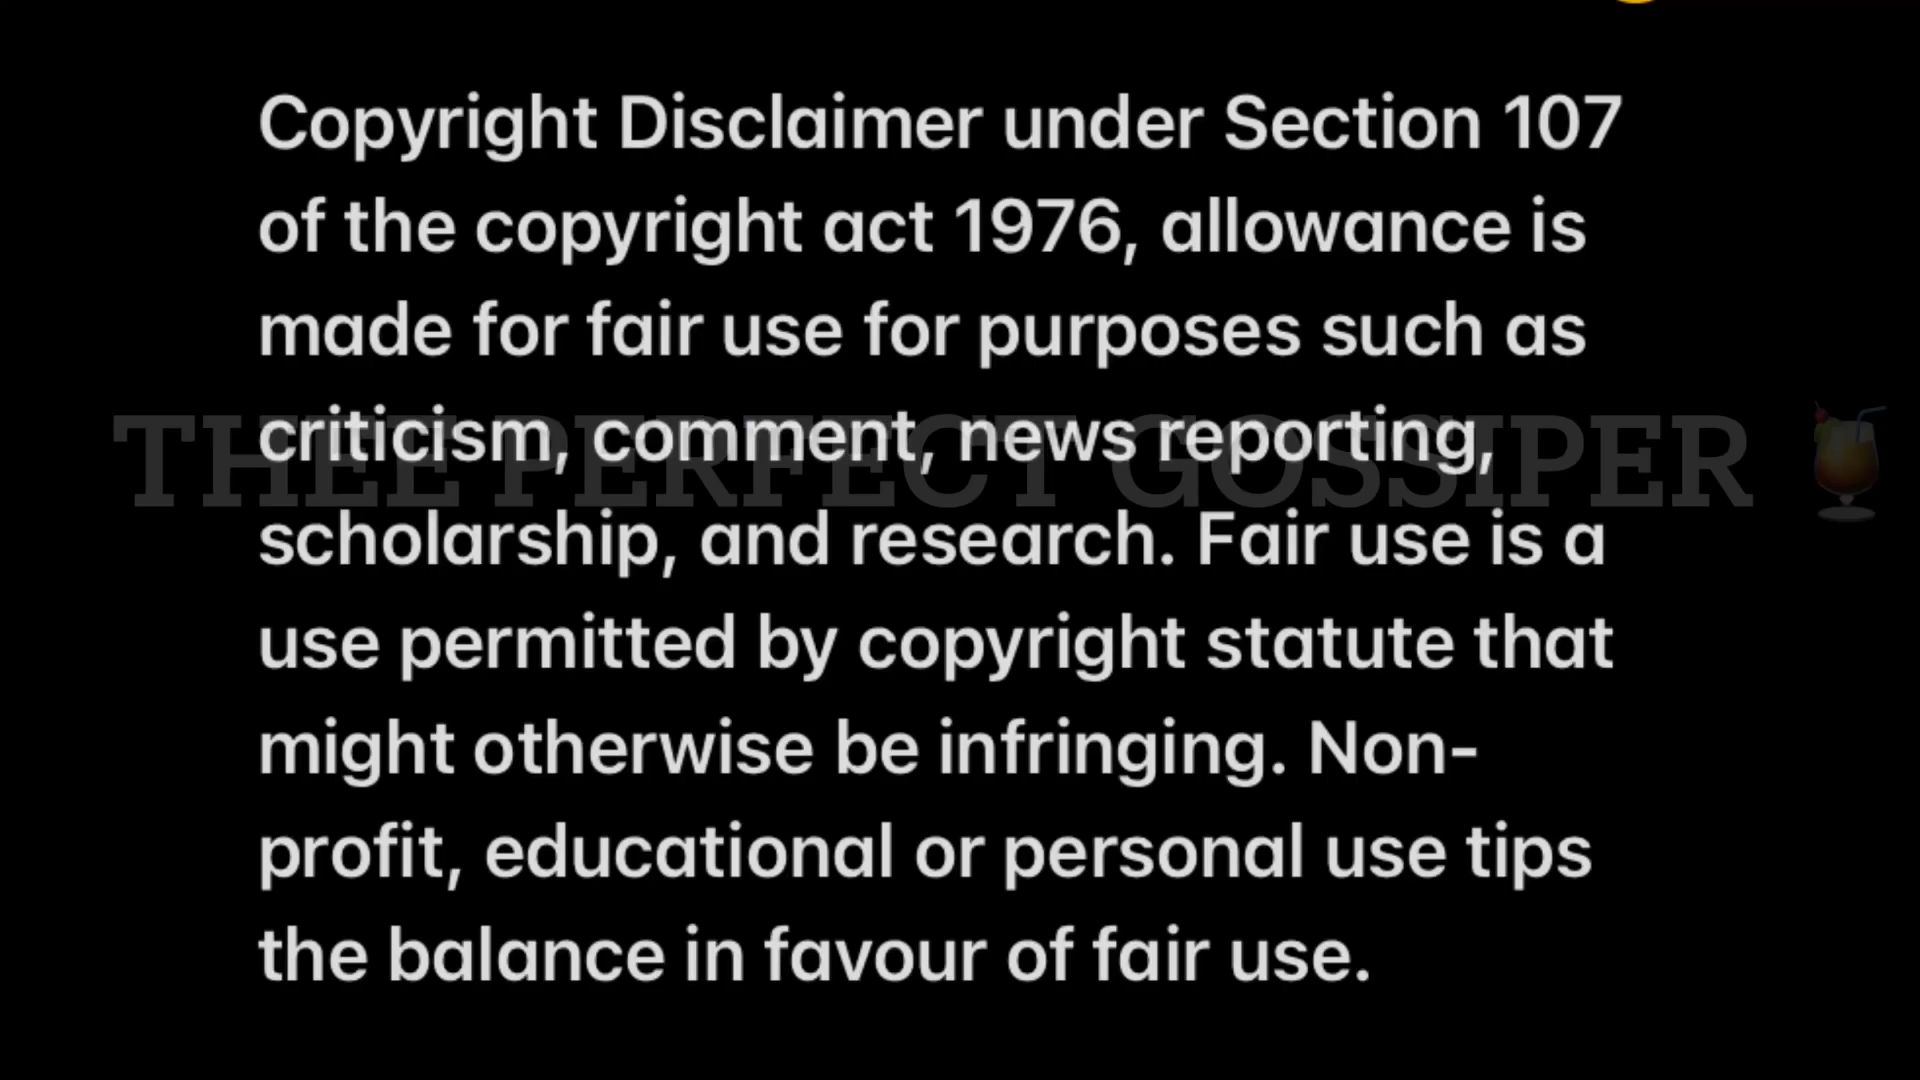 Copyright Disclaimer under Section 107
of the copyright act 1976, allowance is
made for fair use for purposes such as
criticism, comment, news reporting,
THEE PERFECT GOSSIPER
scholarship, and research. Fair use is a
use permitted by copyright statute that
might otherwise be infringing. Non-
profit, educational or personal use tips
the balance in favour of fair use.